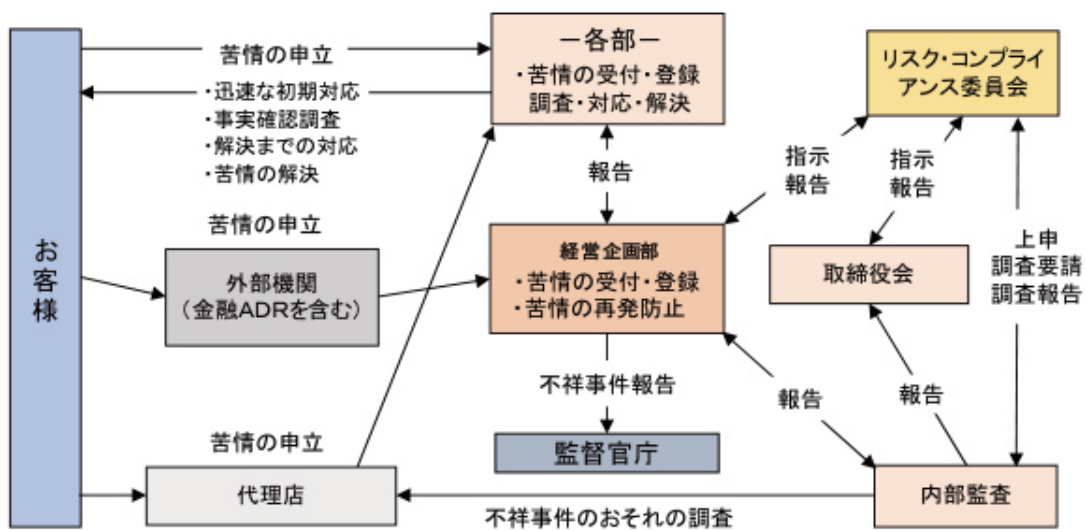 苦情の申立
・迅速な初期対応
・事実確認調査
・解決までの対応
・苦情の解決
－各部－
・苦情の受付・登録
調査・対応・解決
リスク・コンプライ
アンス委員会
報告
指示
報告
指示
報告
お客様
苦情の申立
外部機関
（金融ADRを含む）
経営企画部
・苦情の受付・登録
・苦情の再発防止
取締役会
上申
調査要請
調査報告
不祥事件報告
報告
報告
監督官庁
苦情の申立
代理店
内部監査
不祥事件のおそれの調査